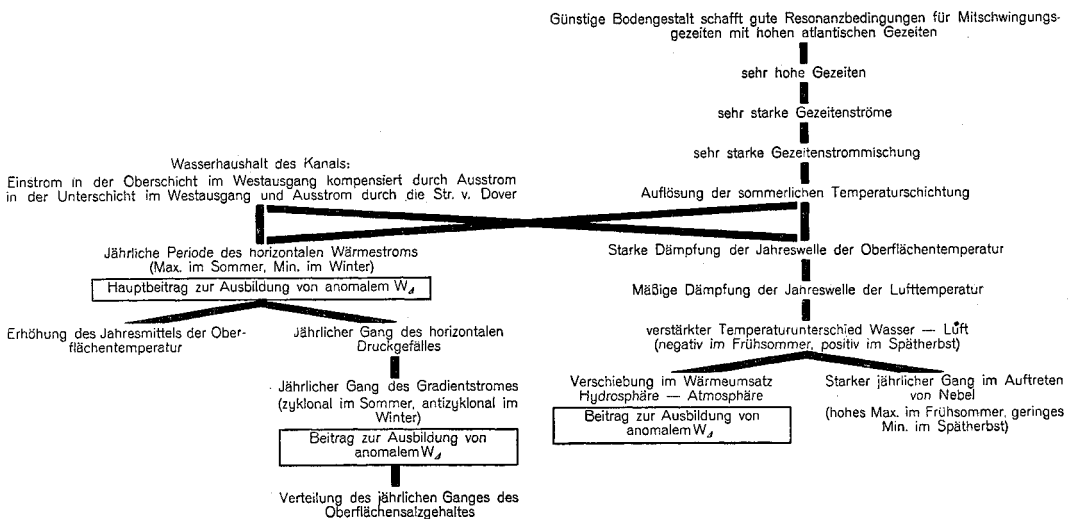 Günstige Bodengestalt schafft gute Resonanzbedingungen für Mitschwingungs-
gezeiten mit hohen atlantischen Gezeiten
sehr hohe Gezeiten
sehr starke Gezeitenströme
sehr starke Gezeitenstrommischung
Auflösung der sommerlichen Temperaturschichtung
Wasserhaushalt des Kanals:
Einstrom in der Oberschicht im Westausgang kompensiert durch Ausstrom
in der Unterschicht im Westausgang und Ausstrom durch die Str. v. Dover
Jährliche Periode des horizontalen Wärmestroms
(Max. im Sommer, Min. im Winter)
Hauptbeitrag zur Ausbildung von anomalem W⊿
Erhöhung des Jahresmittels der Ober-
flächentemperatur
Jährlicher Gang des horizontalen
Druckgefälles
Jährlicher Gang des Gradientstromes
(zyklonal im Sommer, antizyklonal im
Winter)
Beitrag zur Ausbildung von
anomalem W⊿
Verteilung des jährlichen Ganges des
Oberflächensalzgehaltes
Starke Dämpfung der Jahreswelle der Oberflächentemperatur
Mäßige Dämpfung der Jahreswelle der Lufttemperatur
verstärkter Temperaturunterschied Wasser — Luft
(negativ im Frühsommer, positiv im Spätherbst)
Verschiebung im Wärmeumsatz
Hydrosphäre — Atmosphäre
Beitrag zur Ausbildung von
anomalem W⊿
Starker jährlicher Gang im Auftreten
von Nebel
(hohes Max. im Frühsommer, geringes
Min. im Spätherbst)